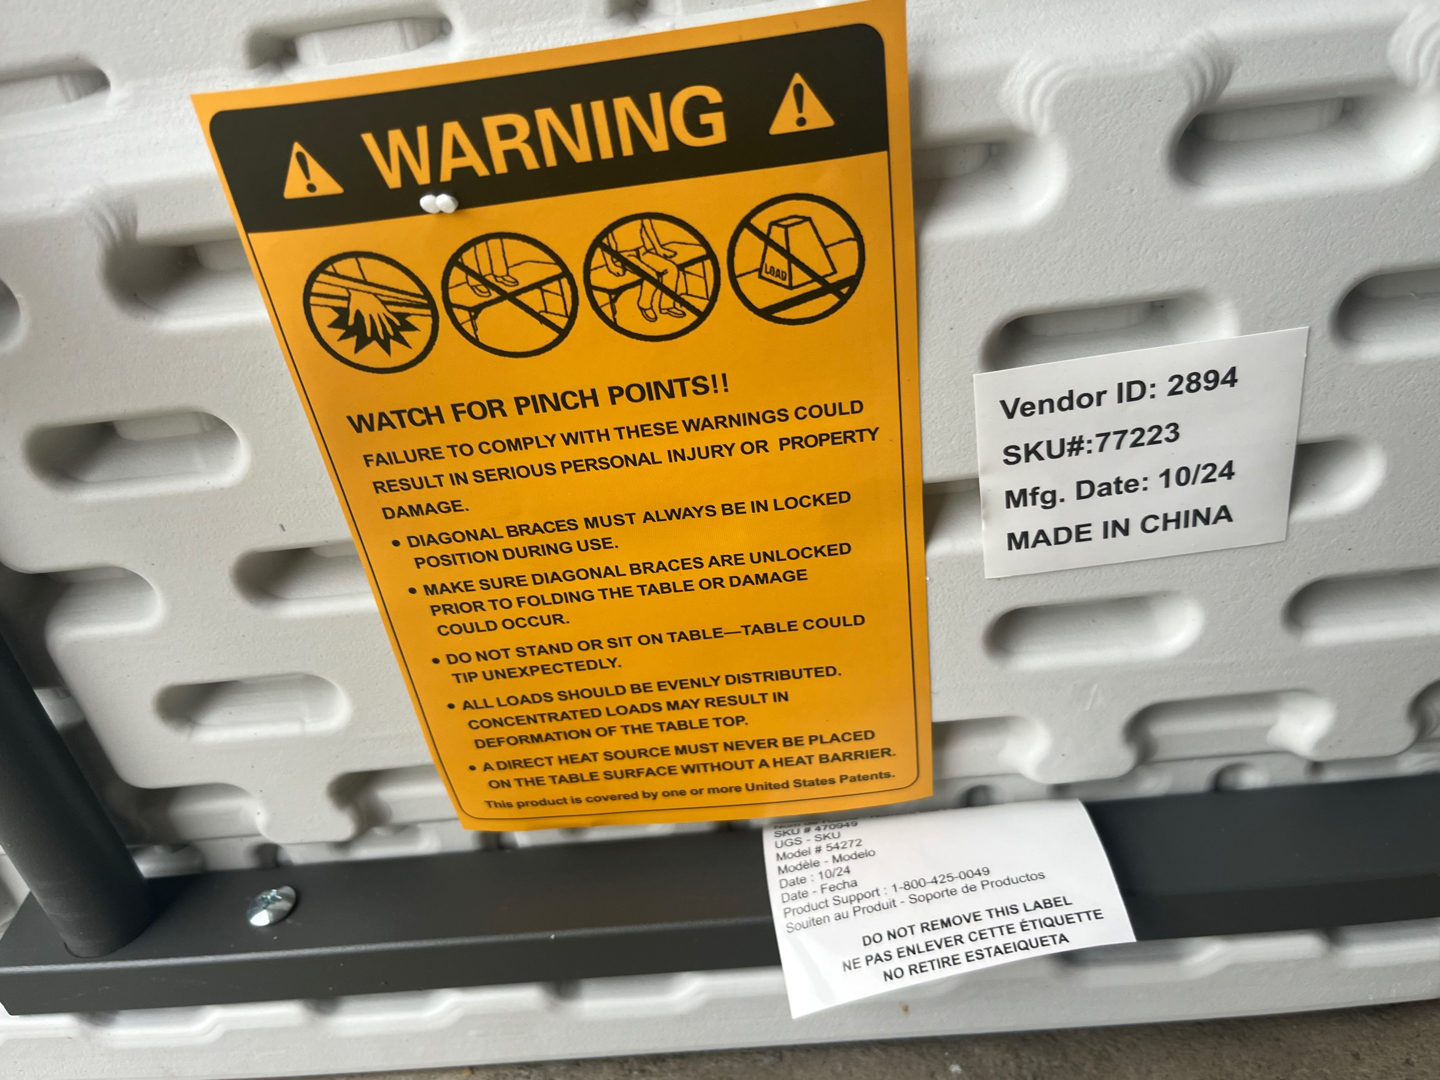 WARNING
LOAD
WATCH FOR PINCH POINTS!!
FAILURE TO COMPLY WITH THESE WARNINGS COULD
RESULT IN SERIOUS PERSONAL INJURY OR PROPERTY
DAMAGE.
• DIAGONAL BRACES MUST ALWAYS BE IN LOCKED
POSITION DURING USE.
• MAKE SURE DIAGONAL BRACES ARE UNLOCKED
PRIOR TO FOLDING THE TABLE OR DAMAGE
COULD OCCUR.
• DO NOT STAND OR SIT ON TABLE—TABLE COULD
TIP UNEXPECTEDLY.
• ALL LOADS SHOULD BE EVENLY DISTRIBUTED.
CONCENTRATED LOADS MAY RESULT IN
DEFORMATION OF THE TABLE TOP.
• A DIRECT HEAT SOURCE MUST NEVER BE PLACED
ON THE TABLE SURFACE WITHOUT A HEAT BARRIER.
This product is covered by one or more United States Patents.
Vendor ID: 2894
SKU#:77223
Mfg. Date: 10/24
MADE IN CHINA
SKU # 470949
UGS - SKU
Model # 54272
Modèle - Modelo
Date : 10/24
Date - Fecha
Product Support : 1-800-425-0049
Souiten au Produit - Soporte de Productos
DO NOT REMOVE THIS LABEL
NE PAS ENLEVER CETTE ÉTIQUETTE
NO RETIRE ESTAEIQUETA